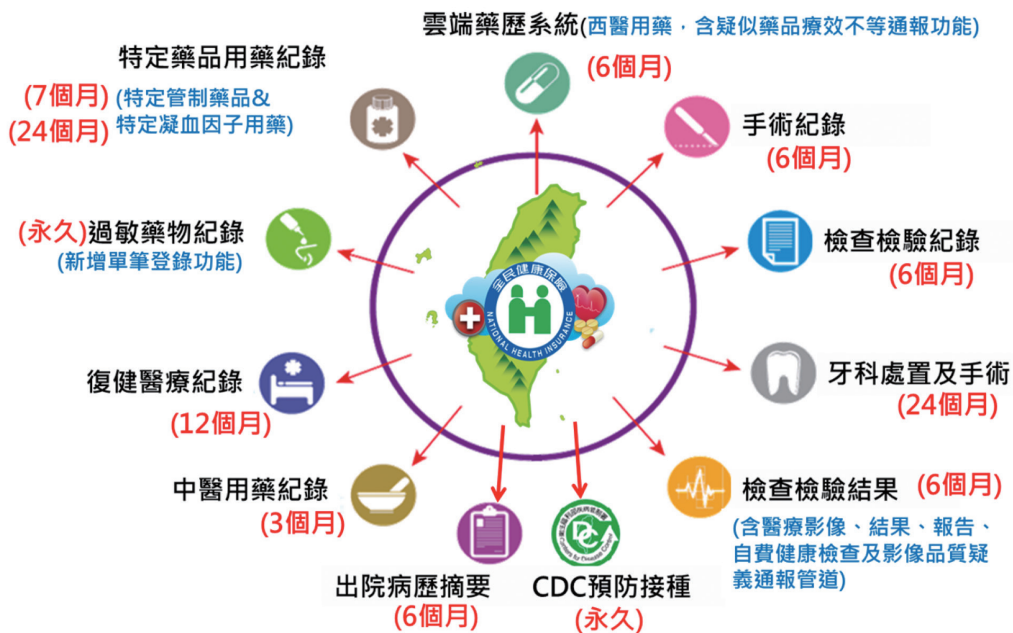 雲端藥歷系統(西醫用藥，含疑似藥品療效不等通報功能)
(6個月)
手術紀錄
(6個月)
檢查檢驗紀錄
(6個月)
牙科處置及手術
(24個月)
檢查檢驗結果 (6個月)
(含醫療影像、結果、報告、
自費健康檢查及影像品質疑
義通報管道)
CDC預防接種
(永久)
出院病歷摘要
(6個月)
中醫用藥紀錄
(3個月)
復健醫療紀錄
(12個月)
(永久)過敏藥物紀錄
(新增單筆登錄功能)
特定藥品用藥紀錄
(7個月) (特定管制藥品&
(24個月) 特定凝血因子用藥)
全民健康保險
NATIONAL HEALTH INSURANCE
CDC
Centers for Disease Control